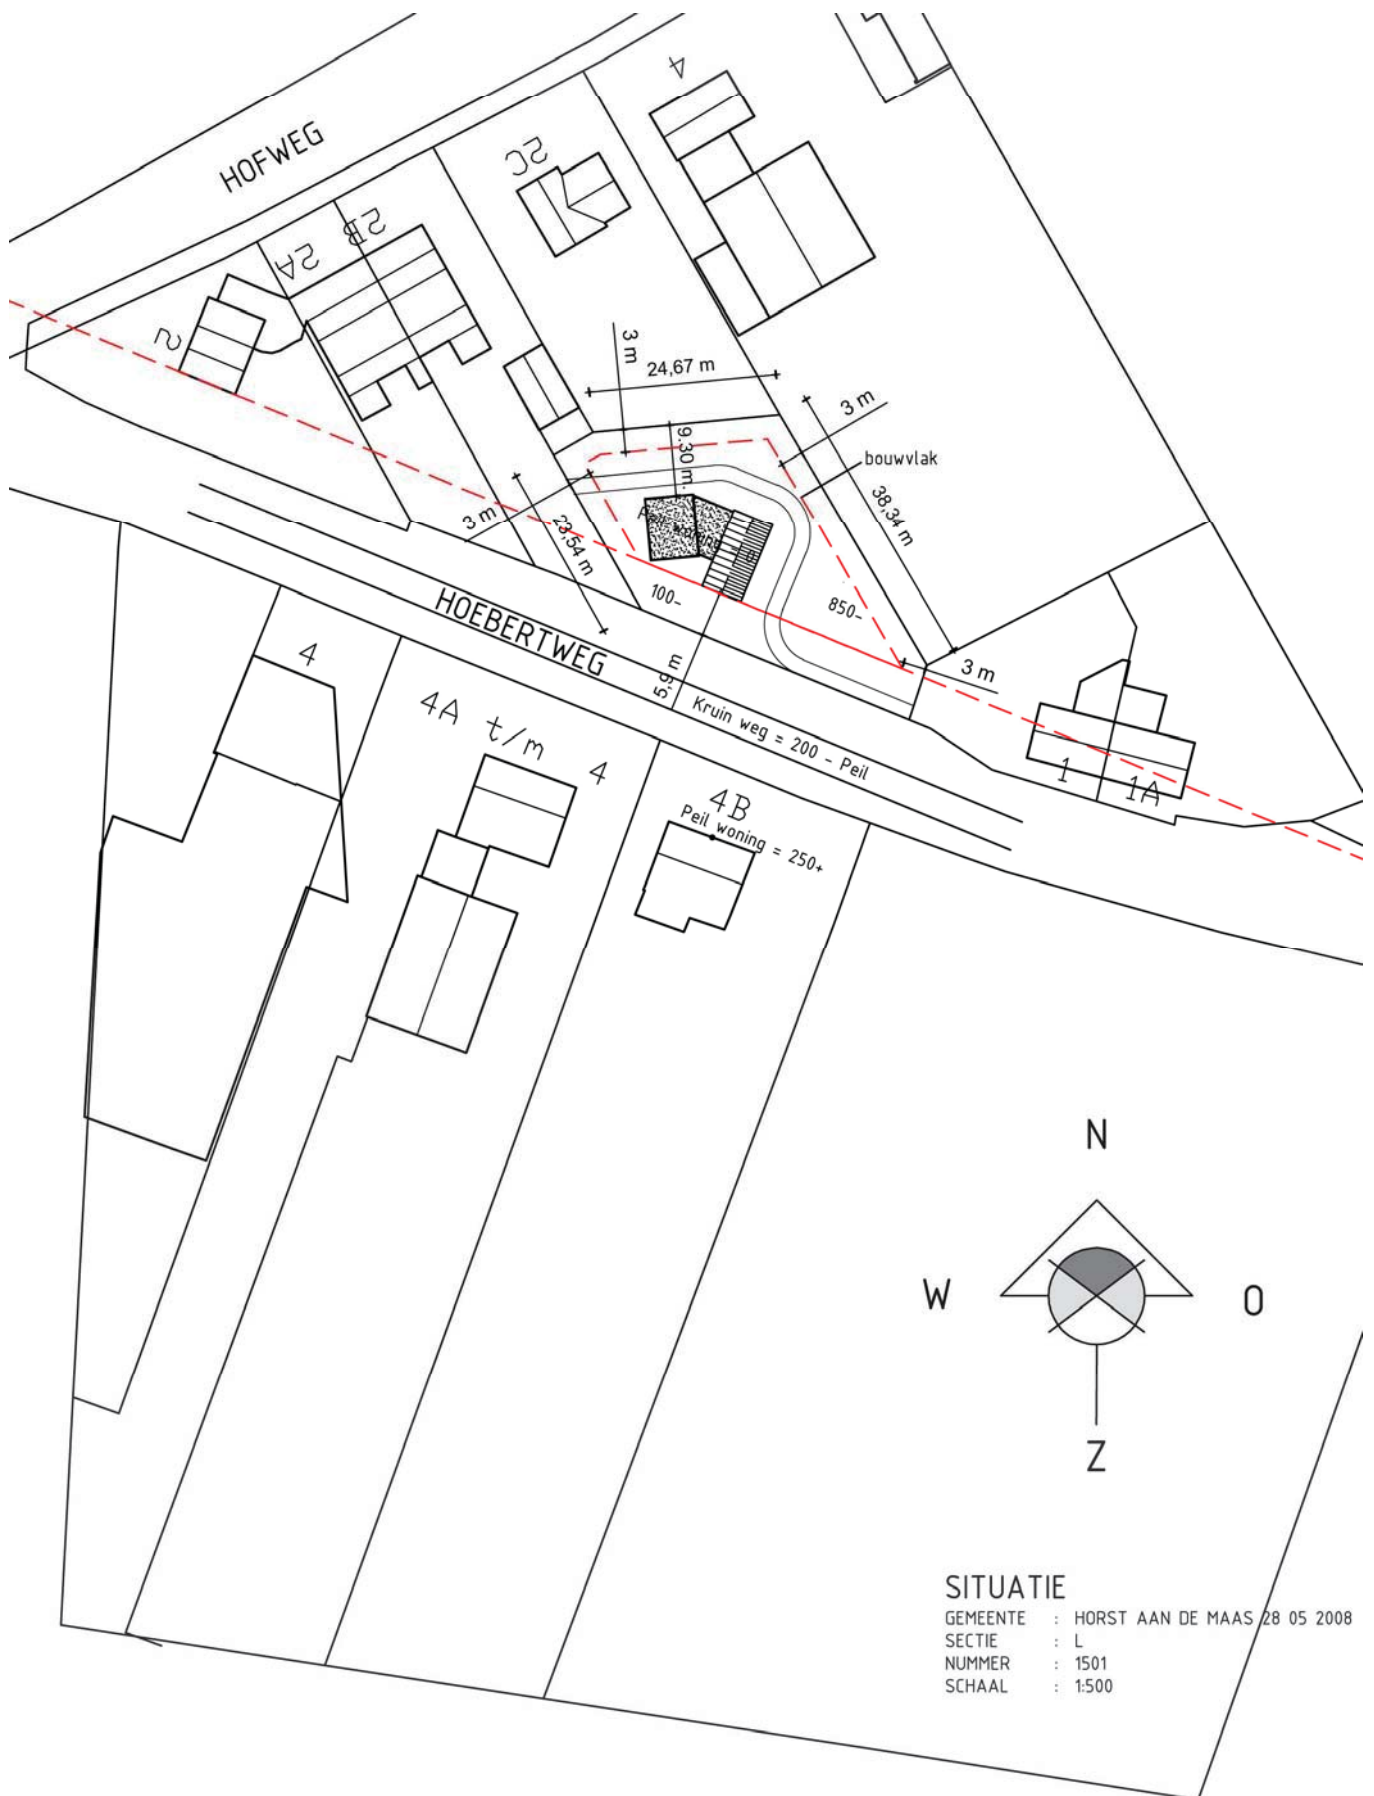 HOFWEG
4
2C
2B
2A
2
3 m
24,67 m
3 m
9.30 m.
bouwvlak
38,34 m
3 m
23,54 m
Peil woning =
100-
850-
HOEBERTWEG
5,9 m
3 m
Kruin weg = 200 - Peil
4
4A t/m 4
4B
Peil woning = 250+
1
1A
N
W
O
Z
SITUATIE
GEMEENTE : HORST AAN DE MAAS 28 05 2008
SECTIE : L
NUMMER : 1501
SCHAAL : 1:500